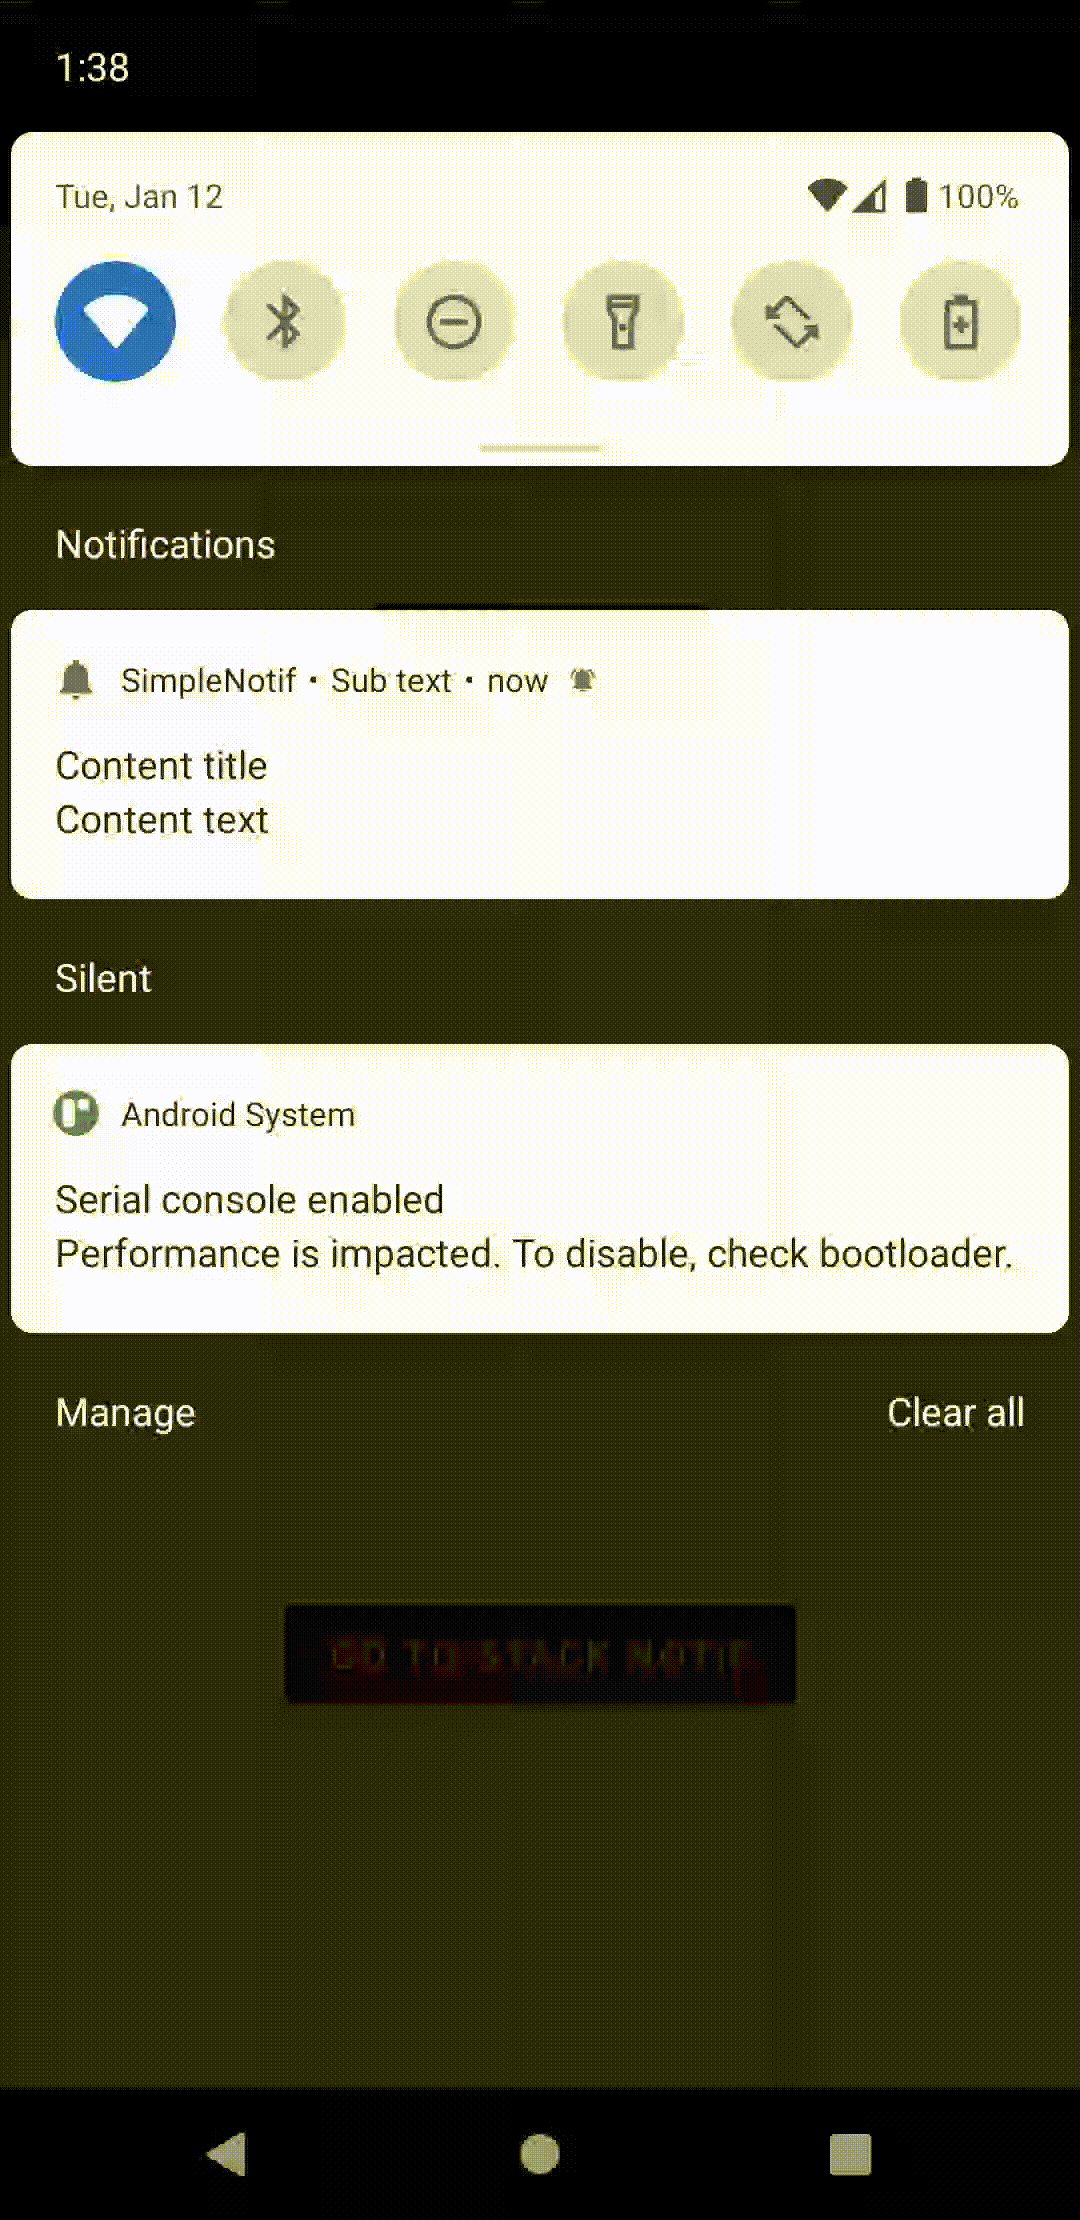 1:38
Tue, Jan 12 100%
Notifications
SimpleNotif • Sub text • now
Content title
Content text
Silent
Android System
Serial console enabled
Performance is impacted. To disable, check bootloader.
Manage Clear all
GO TO STACK NOTIF